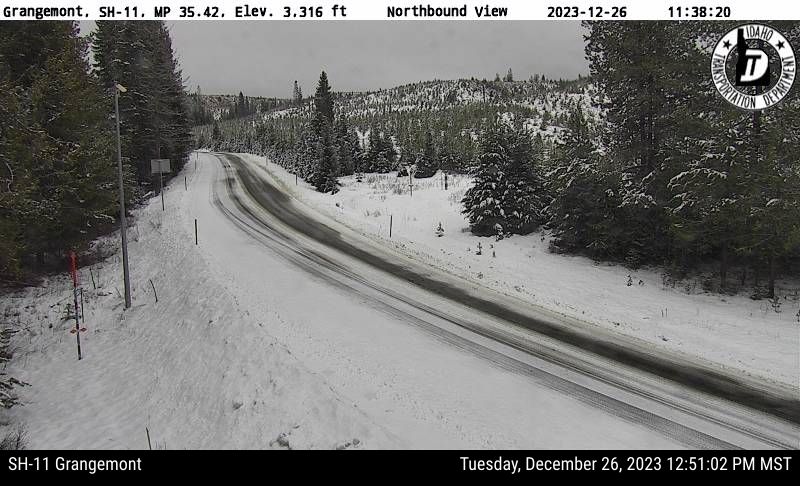 Grangemont, SH-11, MP 35.42, Elev. 3,316 ft Northbound View 2023-12-26 11:38:20
IDAHO
TRANSPORTATION DEPARTMENT
SH-11 Grangemont Tuesday, December 26, 2023 12:51:02 PM MST